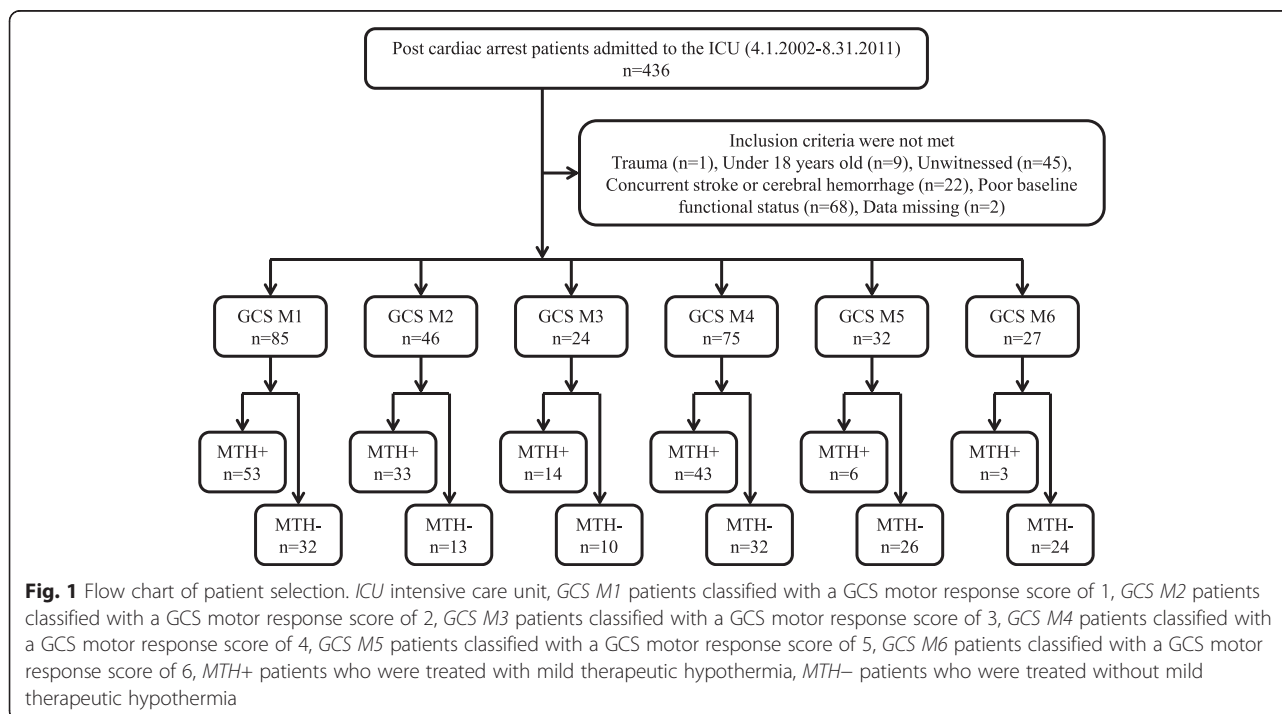 Post cardiac arrest patients admitted to the ICU (4.1.2002-8.31.2011)
n=436
Inclusion criteria were not met
Trauma (n=1), Under 18 years old (n=9), Unwitnessed (n=45),
Concurrent stroke or cerebral hemorrhage (n=22), Poor baseline
functional status (n=68), Data missing (n=2)
GCS M1
n=85
GCS M2
n=46
GCS M3
n=24
GCS M4
n=75
GCS M5
n=32
GCS M6
n=27
MTH+
n=53
MTH+
n=33
MTH+
n=14
MTH+
n=43
MTH+
n=6
MTH+
n=3
MTH-
n=32
MTH-
n=13
MTH-
n=10
MTH-
n=32
MTH-
n=26
MTH-
n=24
Fig. 1 Flow chart of patient selection. ICU intensive care unit, GCS M1 patients classified with a GCS motor response score of 1, GCS M2 patients
classified with a GCS motor response score of 2, GCS M3 patients classified with a GCS motor response score of 3, GCS M4 patients classified with
a GCS motor response score of 4, GCS M5 patients classified with a GCS motor response score of 5, GCS M6 patients classified with a GCS motor
response score of 6, MTH+ patients who were treated with mild therapeutic hypothermia, MTH− patients who were treated without mild
therapeutic hypothermia